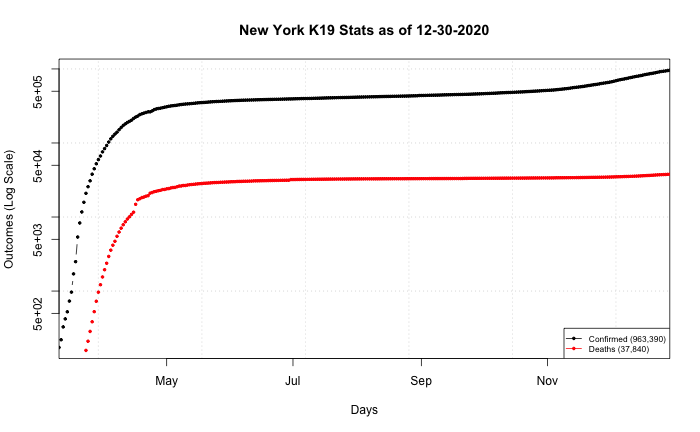 New York K19 Stats as of 12-30-2020
Outcomes (Log Scale)
5e+05
5e+04
5e+03
5e+02
Confirmed (963,390)
Deaths (37,840)
May Jul Sep Nov
Days